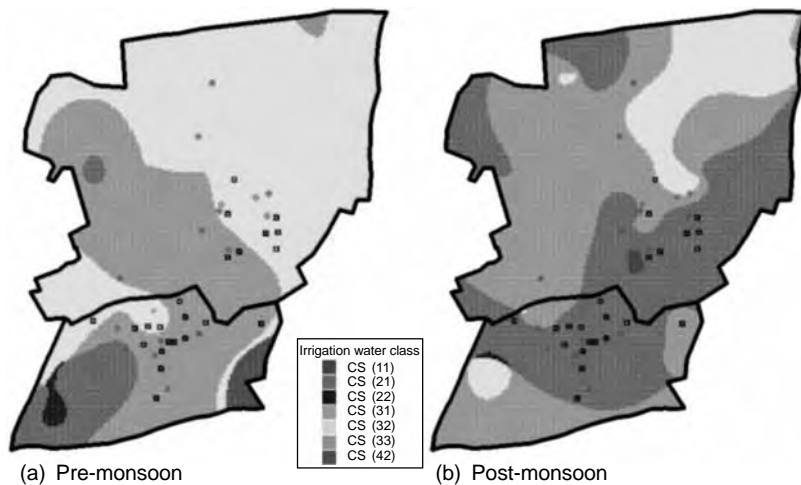 Irrigation water class
CS (11)
CS (21)
CS (22)
CS (31)
CS (32)
CS (33)
CS (42)
(a) Pre-monsoon
(b) Post-monsoon